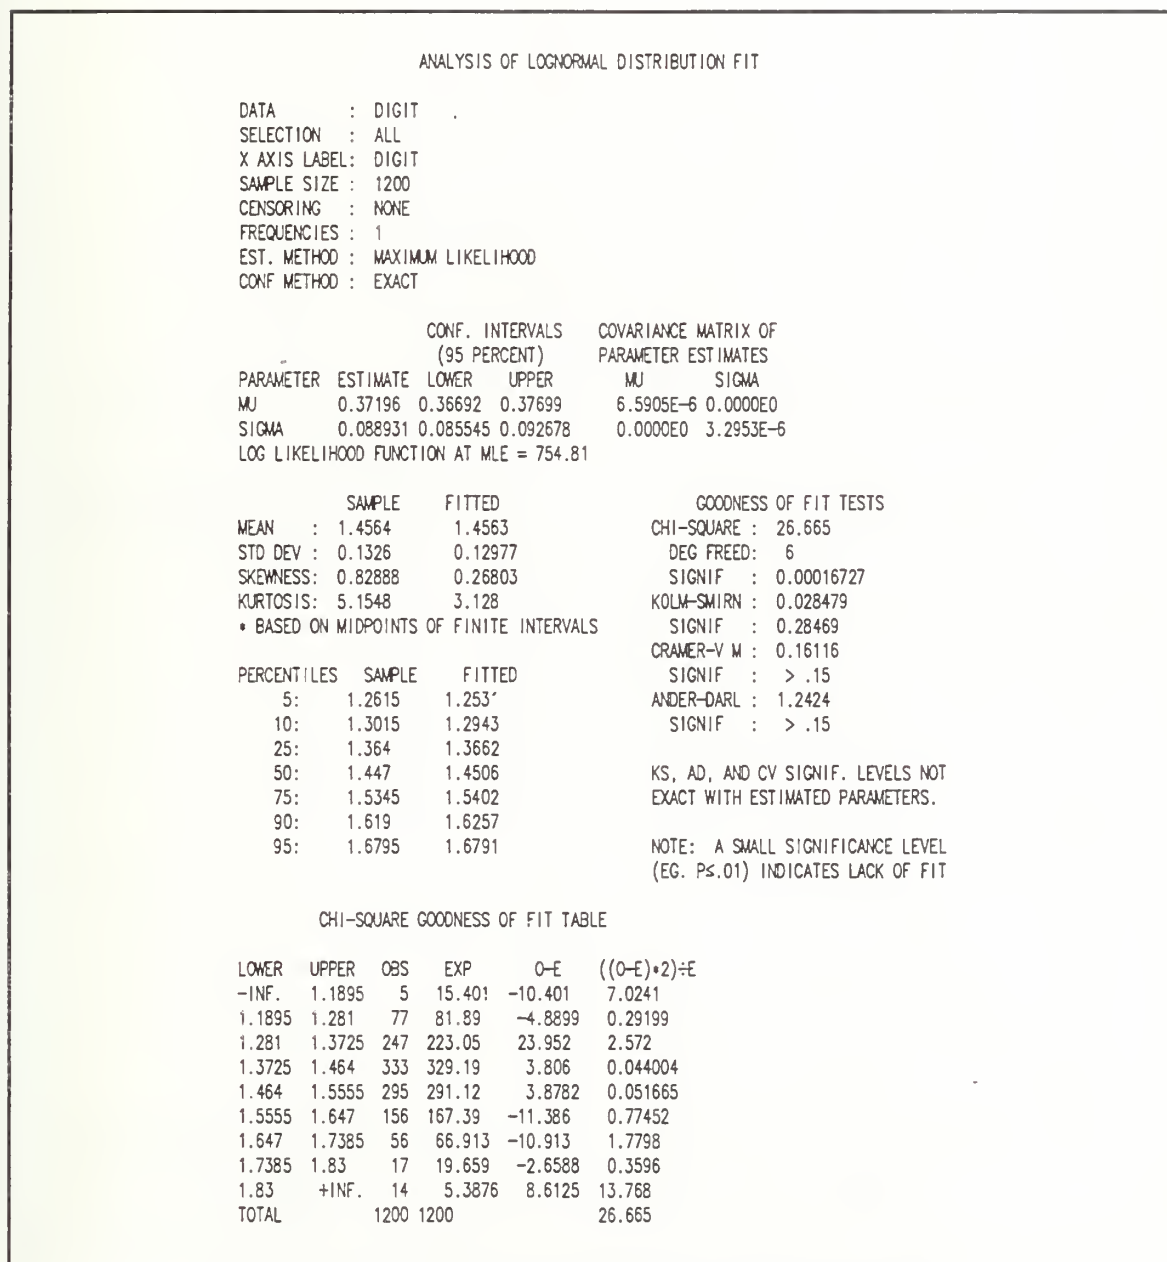 ANALYSIS OF LOGNORMAL DISTRIBUTION FIT
DATA : DIGIT .
SELECTION : ALL
X AXIS LABEL: DIGIT
SAMPLE SIZE : 1200
CENSORING : NONE
FREQUENCIES : 1
EST. METHOD : MAXIMUM LIKELIHOOD
CONF METHOD : EXACT
CONF. INTERVALS COVARIANCE MATRIX OF
(95 PERCENT) PARAMETER ESTIMATES
PARAMETER ESTIMATE LOWER UPPER MU SIGMA
MU 0.37196 0.36692 0.37699 6.5905E-6 0.0000E0
SIGMA 0.088931 0.085545 0.092678 0.0000E0 3.2953E-6
LOG LIKELIHOOD FUNCTION AT MLE = 754.81
SAMPLE FITTED
MEAN : 1.4564 1.4563
STD DEV : 0.1326 0.12977
SKEWNESS: 0.82888 0.26803
KURTOSIS: 5.1548 3.128
* BASED ON MIDPOINTS OF FINITE INTERVALS
PERCENTILES SAMPLE FITTED
5: 1.2615 1.253
10: 1.3015 1.2943
25: 1.364 1.3662
50: 1.447 1.4506
75: 1.5345 1.5402
90: 1.619 1.6257
95: 1.6795 1.6791
GOODNESS OF FIT TESTS
CHI-SQUARE : 26.665
DEG FREED: 6
SIGNIF : 0.00016727
KOLM-SMIRN : 0.028479
SIGNIF : 0.28469
CRAMER-V M : 0.16116
SIGNIF : > .15
ANDER-DARL : 1.2424
SIGNIF : > .15
KS, AD, AND CV SIGNIF. LEVELS NOT
EXACT WITH ESTIMATED PARAMETERS.
NOTE: A SMALL SIGNIFICANCE LEVEL
(EG. P≤.01) INDICATES LACK OF FIT
CHI-SQUARE GOODNESS OF FIT TABLE
LOWER UPPER OBS EXP O-E ((O-E)*2)÷E
-INF. 1.1895 5 15.401 -10.401 7.0241
1.1895 1.281 77 81.89 -4.8899 0.29199
1.281 1.3725 247 223.05 23.952 2.572
1.3725 1.464 333 329.19 3.806 0.044004
1.464 1.5555 295 291.12 3.8782 0.051665
1.5555 1.647 156 167.39 -11.386 0.77452
1.647 1.7385 56 66.913 -10.913 1.7798
1.7385 1.83 17 19.659 -2.6588 0.3596
1.83 +INF. 14 5.3876 8.6125 13.768
TOTAL 1200 1200 26.665